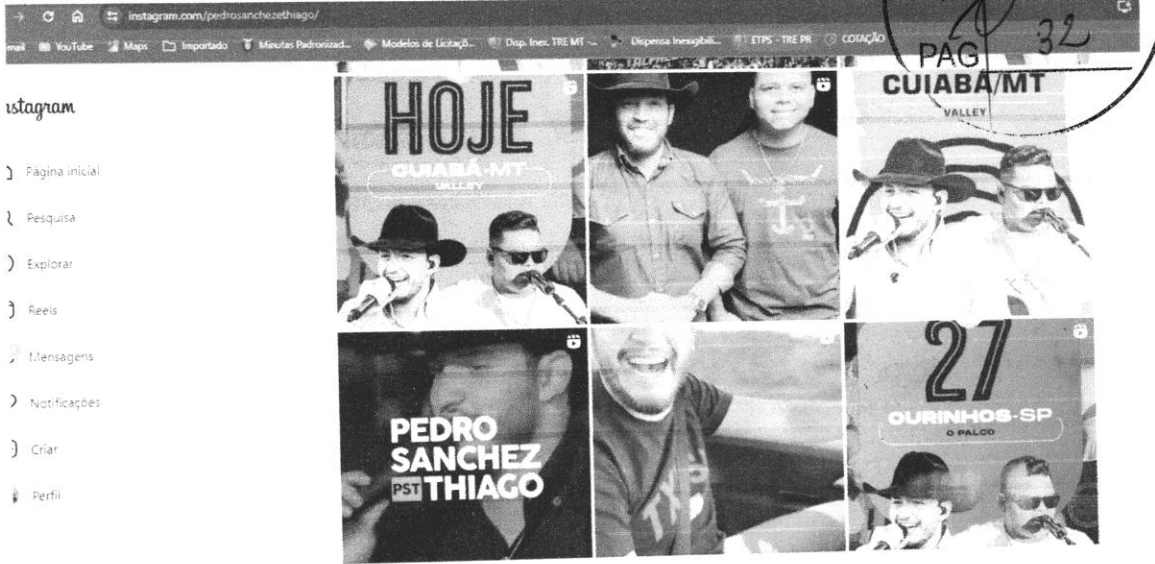 instagram.com/pedrosanchezethiago/
YouTube Maps Importado Minutas Padronizad... Modelos de Licitaçõ... Disp. Inex. TRE MT -... Dispensa Inexigibili... ETPS - TRE PR COTAÇÃO
PAG 32
stagram
Página inicial
Pesquisa
Explorar
Reels
Mensagens
Notificações
Criar
Perfil
HOJE
CUIABÁ-MT
VALLEY
CUIABÁ/MT
VALLEY
PEDRO
SANCHEZ
PST THIAGO
TXC
27
OURINHOS-SP
O PALCO